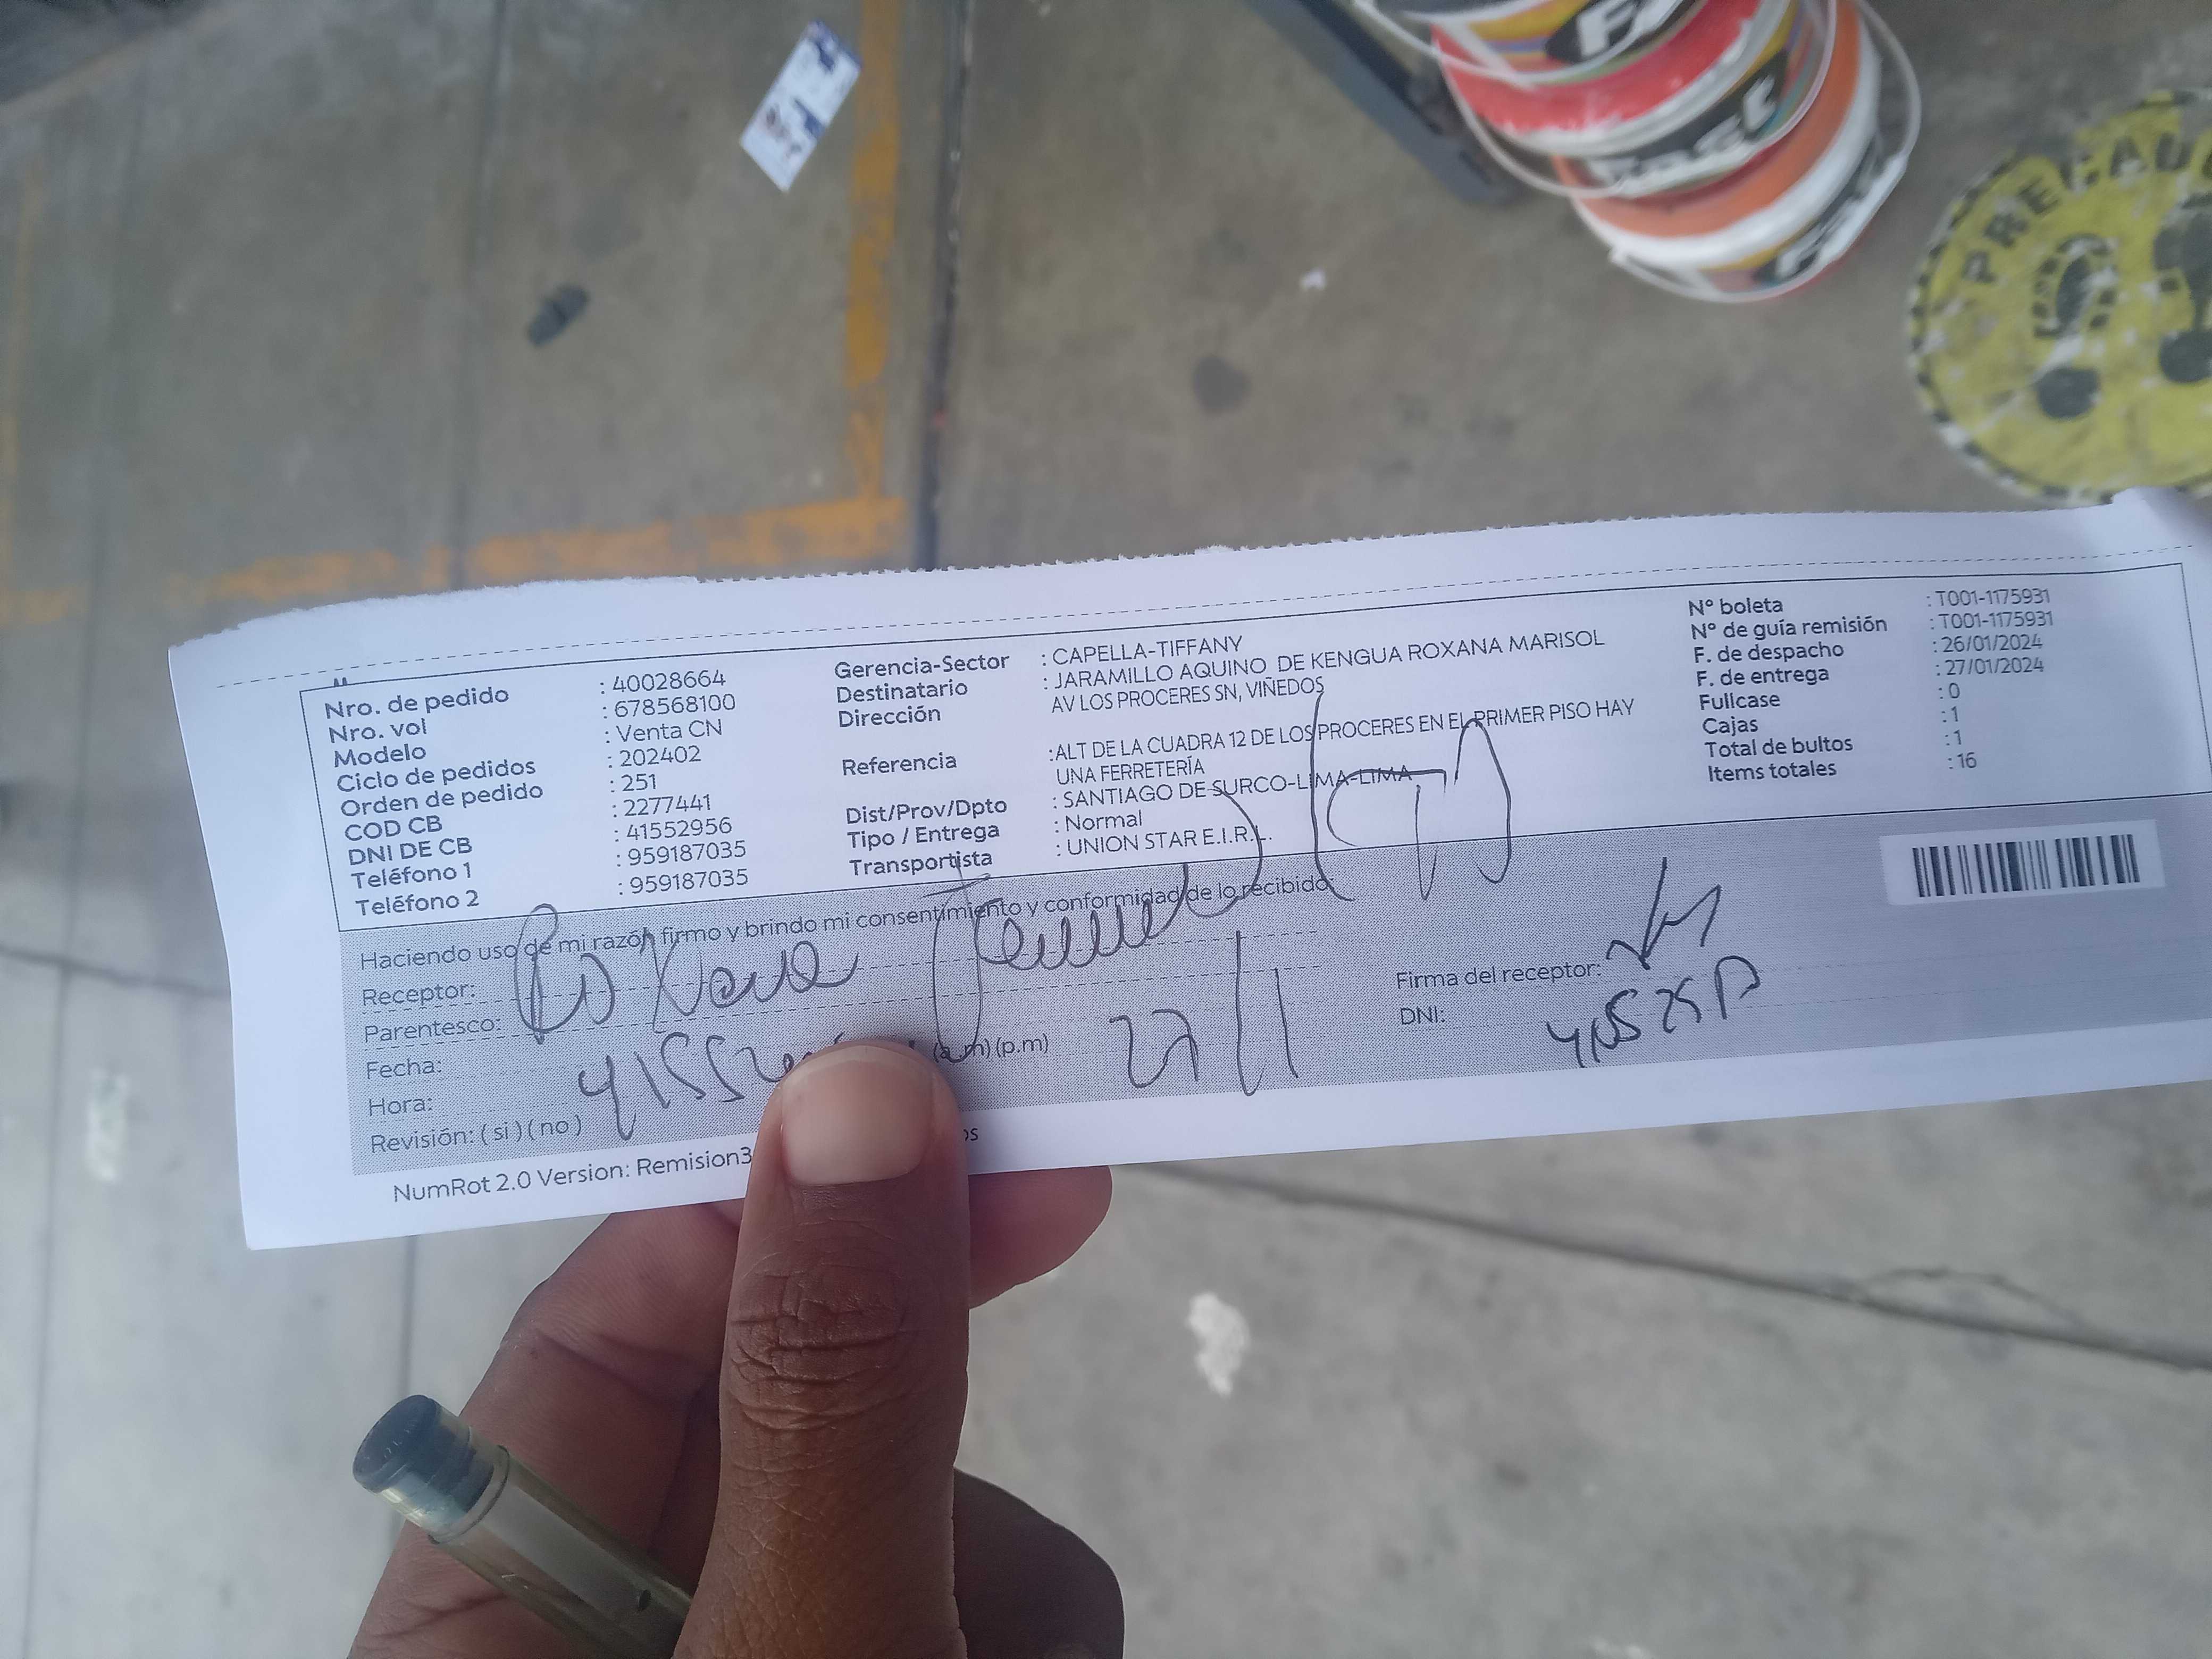 Nro. de pedido : 40028664
Nro. vol : 678568100
Modelo : Venta CN
Ciclo de pedidos : 202402
Orden de pedido : 251
COD CB : 2277441
DNI DE CB : 41552956
Teléfono 1 : 959187035
Teléfono 2 : 959187035
Gerencia-Sector : CAPELLA-TIFFANY
Destinatario : JARAMILLO AQUINO DE KENGUA ROXANA MARISOL
Dirección AV LOS PROCERES SN, VIÑEDOS
Referencia : ALT DE LA CUADRA 12 DE LOS PROCERES EN EL PRIMER PISO HAY
UNA FERRETERÍA
Dist/Prov/Dpto : SANTIAGO DE SURCO-LIMA-LIMA
Tipo / Entrega : Normal
Transportista : UNION STAR E.I.R.L.
Nº boleta : T001-1175931
Nº de guía remisión : T001-1175931
F. de despacho : 26/01/2024
F. de entrega : 27/01/2024
Fullcase : 0
Cajas : 1
Total de bultos : 1
Items totales : 16
Haciendo uso de mi razón firmo y brindo mi consentimiento y conformidad de lo recibido:
Receptor: Roxana
Parentesco:
Fecha:
Hora: (a.m) (p.m) 27/1
Revisión: ( si ) ( no )
Firma del receptor:
DNI:
NumRot 2.0 Version: Remision3
Fast
Fast
PRECAU